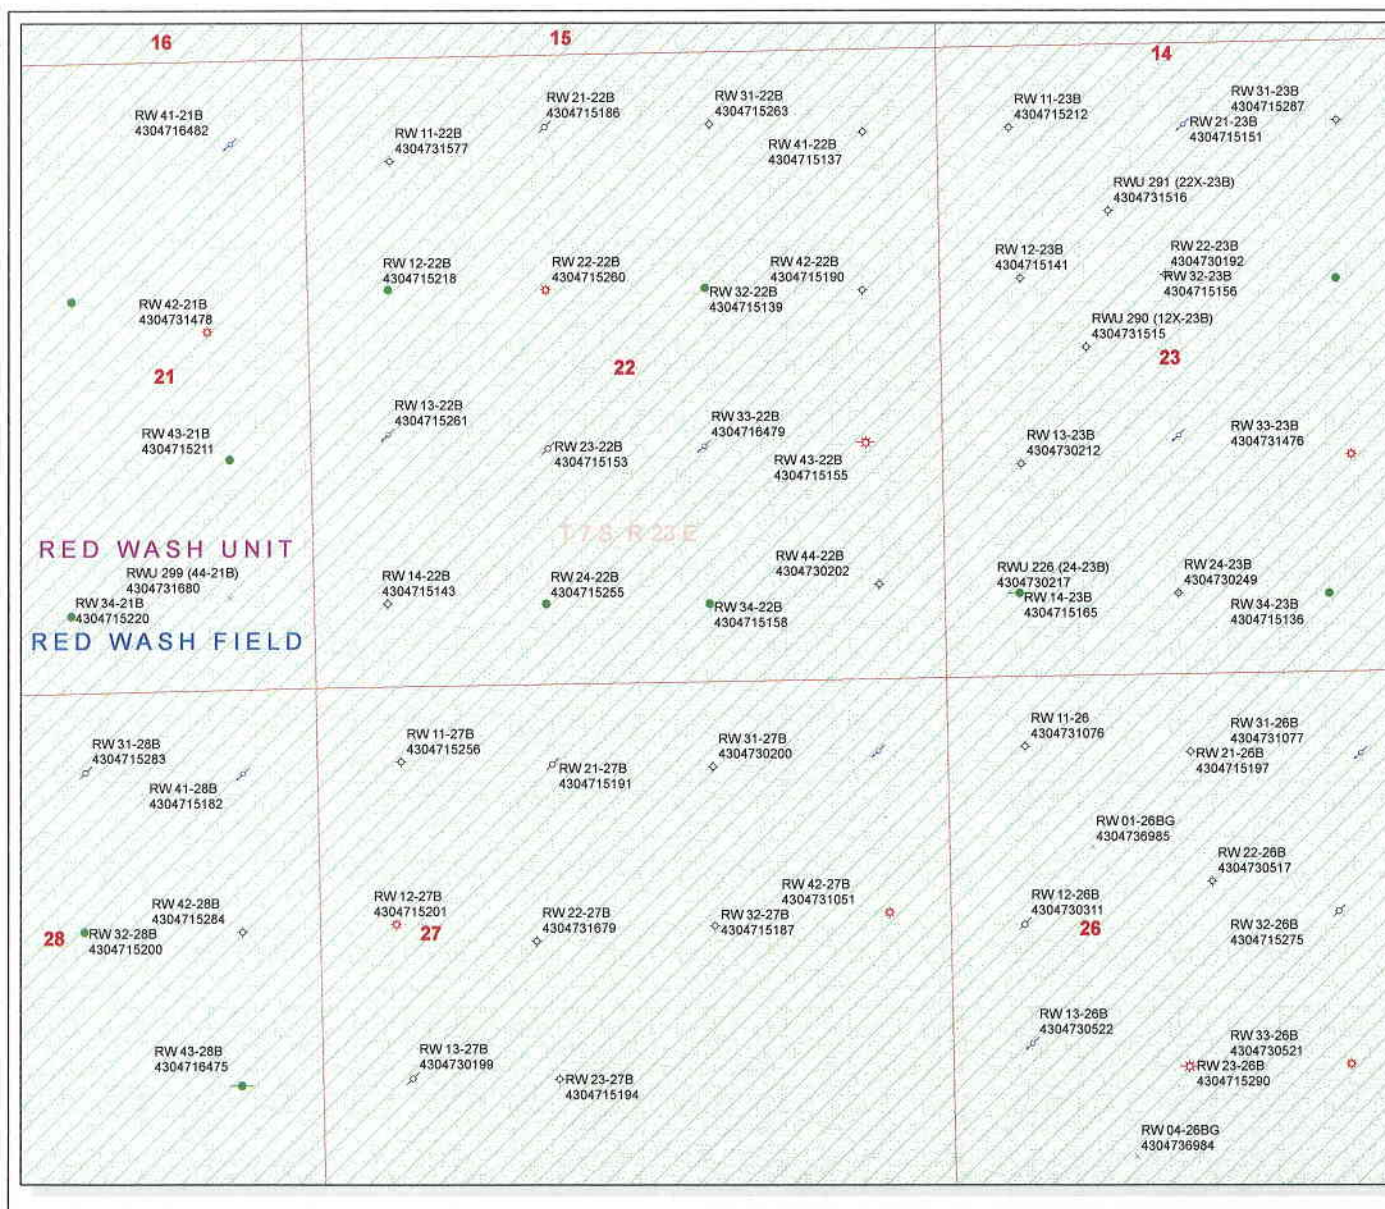 16
15
14
RW 41-21B
4304716482
RW 11-22B
4304731577
RW 21-22B
4304715186
RW 31-22B
4304715263
RW 41-22B
4304715137
RW 11-23B
4304715212
RW 31-23B
4304715287
RW 21-23B
4304715151
RWU 291 (22X-23B)
4304731516
RW 42-21B
4304731478
RW 12-22B
4304715218
RW 22-22B
4304715260
RW 32-22B
4304715139
RW 42-22B
4304715190
RW 12-23B
4304715141
RW 22-23B
4304730192
RW 32-23B
4304715156
RWU 290 (12X-23B)
4304731515
21
22
23
RW 43-21B
4304715211
RW 13-22B
4304715261
RW 23-22B
4304715153
RW 33-22B
4304716479
RW 43-22B
4304715155
RW 13-23B
4304730212
RW 33-23B
4304731476
T 7 S R 23 E
RED WASH UNIT
RWU 299 (44-21B)
4304731680
RW 34-21B
4304715220
RED WASH FIELD
RW 14-22B
4304715143
RW 24-22B
4304715255
RW 34-22B
4304715158
RW 44-22B
4304730202
RWU 226 (24-23B)
4304730217
RW 14-23B
4304715165
RW 24-23B
4304730249
RW 34-23B
4304715136
RW 31-28B
4304715283
RW 41-28B
4304715182
RW 11-27B
4304715256
RW 21-27B
4304715191
RW 31-27B
4304730200
RW 11-26
4304731076
RW 31-26B
4304731077
RW 21-26B
4304715197
RW 01-26BG
4304736985
RW 22-26B
4304730517
RW 42-28B
4304715284
RW 32-28B
4304715200
28
RW 12-27B
4304715201
27
RW 22-27B
4304731679
RW 42-27B
4304731051
RW 32-27B
4304715187
RW 12-26B
4304730311
26
RW 32-26B
4304715275
RW 43-28B
4304716475
RW 13-27B
4304730199
RW 23-27B
4304715194
RW 13-26B
4304730522
RW 33-26B
4304730521
RW 23-26B
4304715290
RW 04-26BG
4304736984